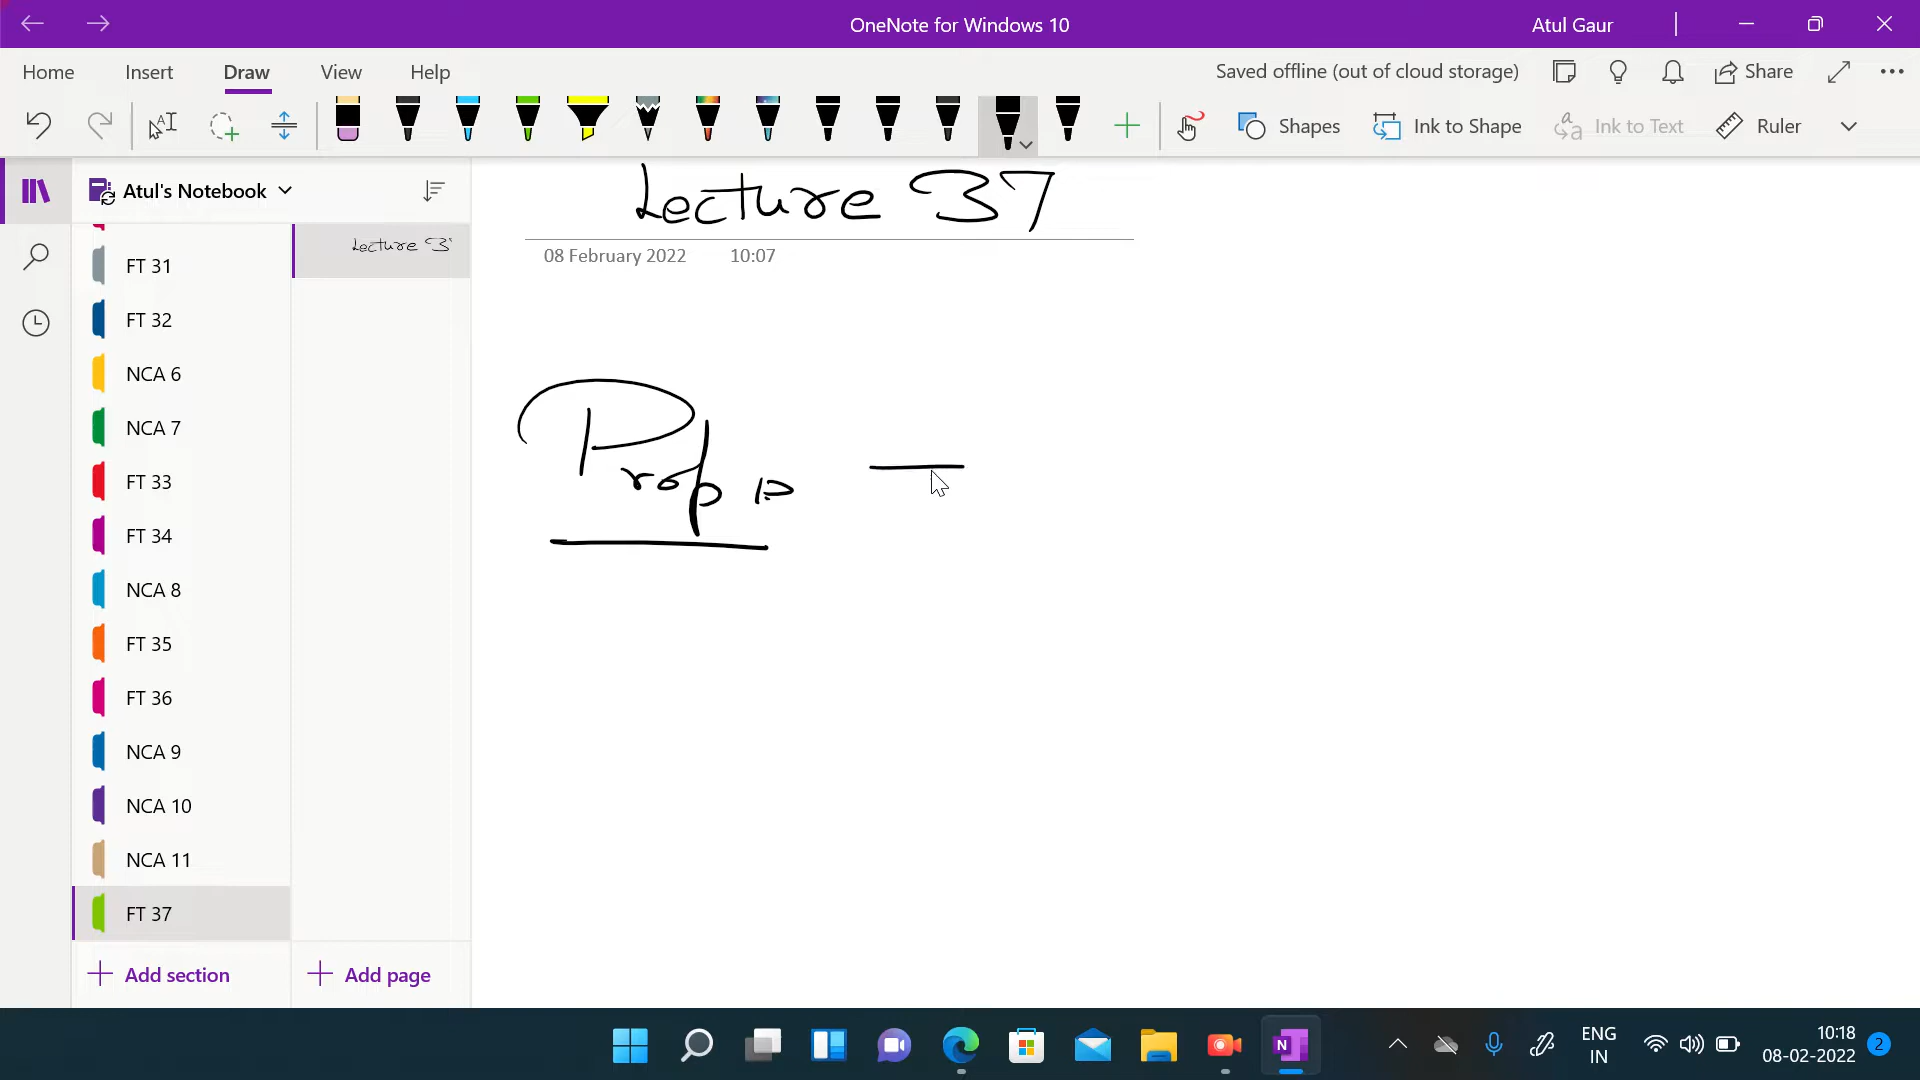 OneNote for Windows 10
Atul Gaur
Home Insert Draw View Help
Saved offline (out of cloud storage)
Share
Shapes
Ink to Shape
Ink to Text
Ruler
Atul's Notebook
FT 31
FT 32
NCA 6
NCA 7
FT 33
FT 34
NCA 8
FT 35
FT 36
NCA 9
NCA 10
NCA 11
FT 37
Add section
Lecture 3
Add page
Lecture 37
08 February 2022 10:07
Prop
ENG
IN
10:18
08-02-2022
2